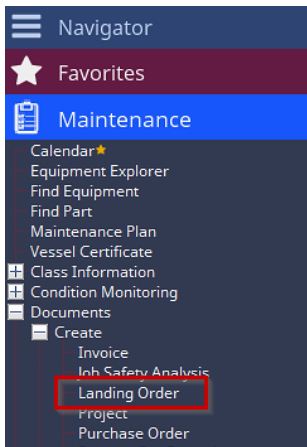 Navigator
Favorites
Maintenance
Calendar
Equipment Explorer
Find Equipment
Find Part
Maintenance Plan
Vessel Certificate
Class Information
Condition Monitoring
Documents
Create
Invoice
Job Safety Analysis
Landing Order
Project
Purchase Order